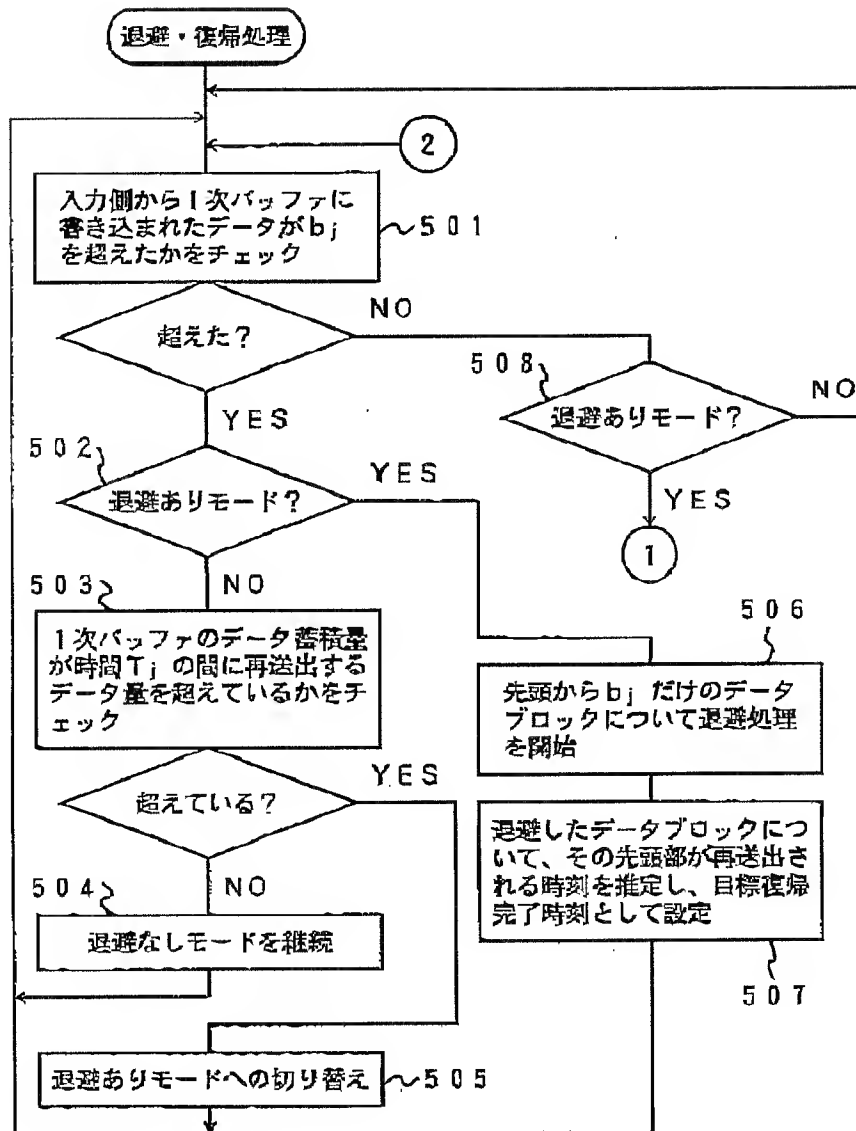 退避・復帰処理
2
入力側から1次バッファに
書き込まれたデータがbj
を超えたかをチェック
501
超えた?
NO
508
退避ありモード?
NO
YES
YES
1
502
退避ありモード?
YES
NO
503
1次バッファのデータ蓄積量
が時間Tjの間に再送出する
データ量を超えているかをチ
ェック
506
先頭からbjだけのデータ
ブロックについて退避処理
を開始
超えている?
YES
NO
退避したデータブロックにつ
いて、その先頭部が再送出さ
れる時刻を推定し、目標復帰
完了時刻として設定
507
504
退避なしモードを継続
退避ありモードへの切り替え
505